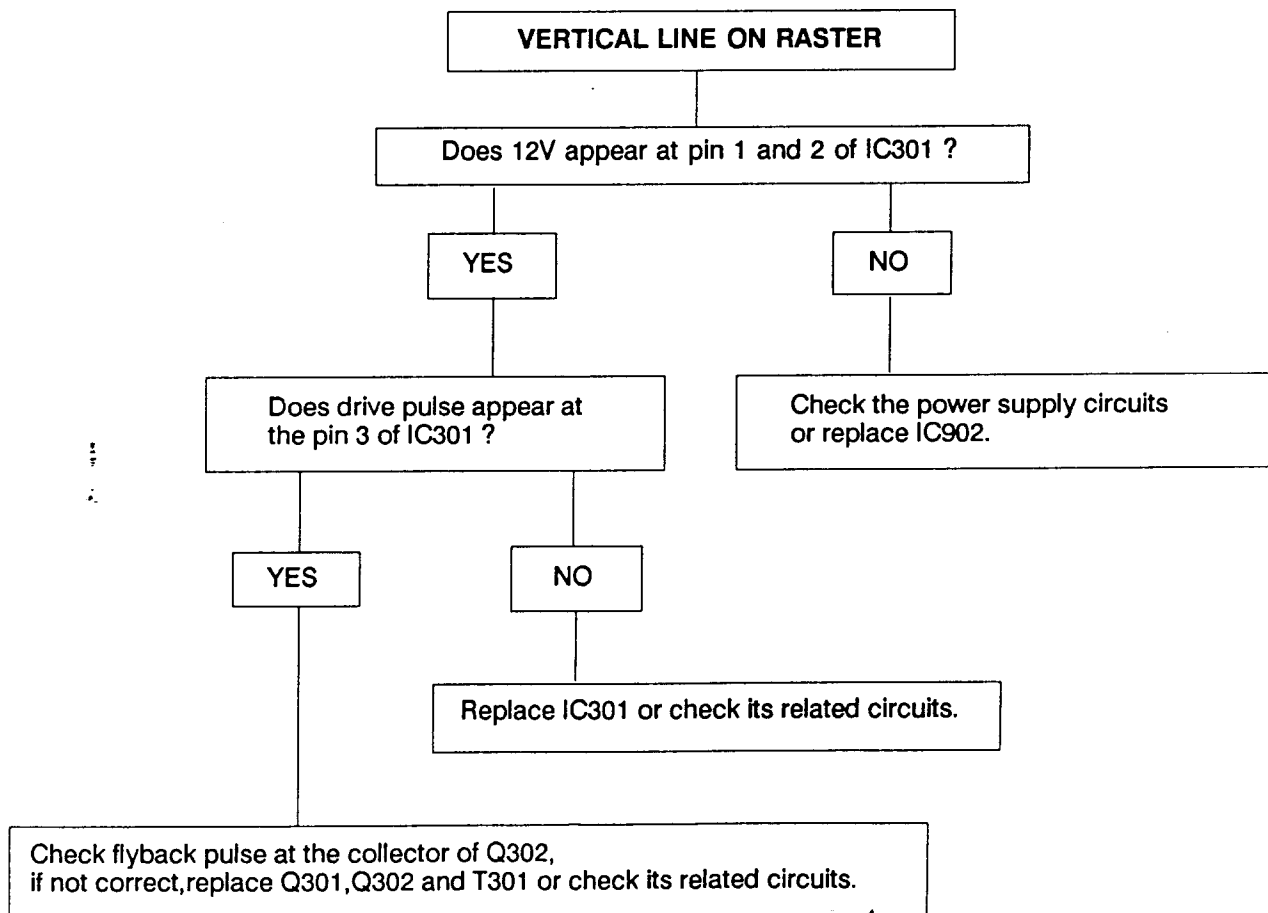 VERTICAL LINE ON RASTER
Does 12V appear at pin 1 and 2 of IC301 ?
YES
NO
Does drive pulse appear at
the pin 3 of IC301 ?
Check the power supply circuits
or replace IC902.
YES
NO
Replace IC301 or check its related circuits.
Check flyback pulse at the collector of Q302,
if not correct,replace Q301,Q302 and T301 or check its related circuits.